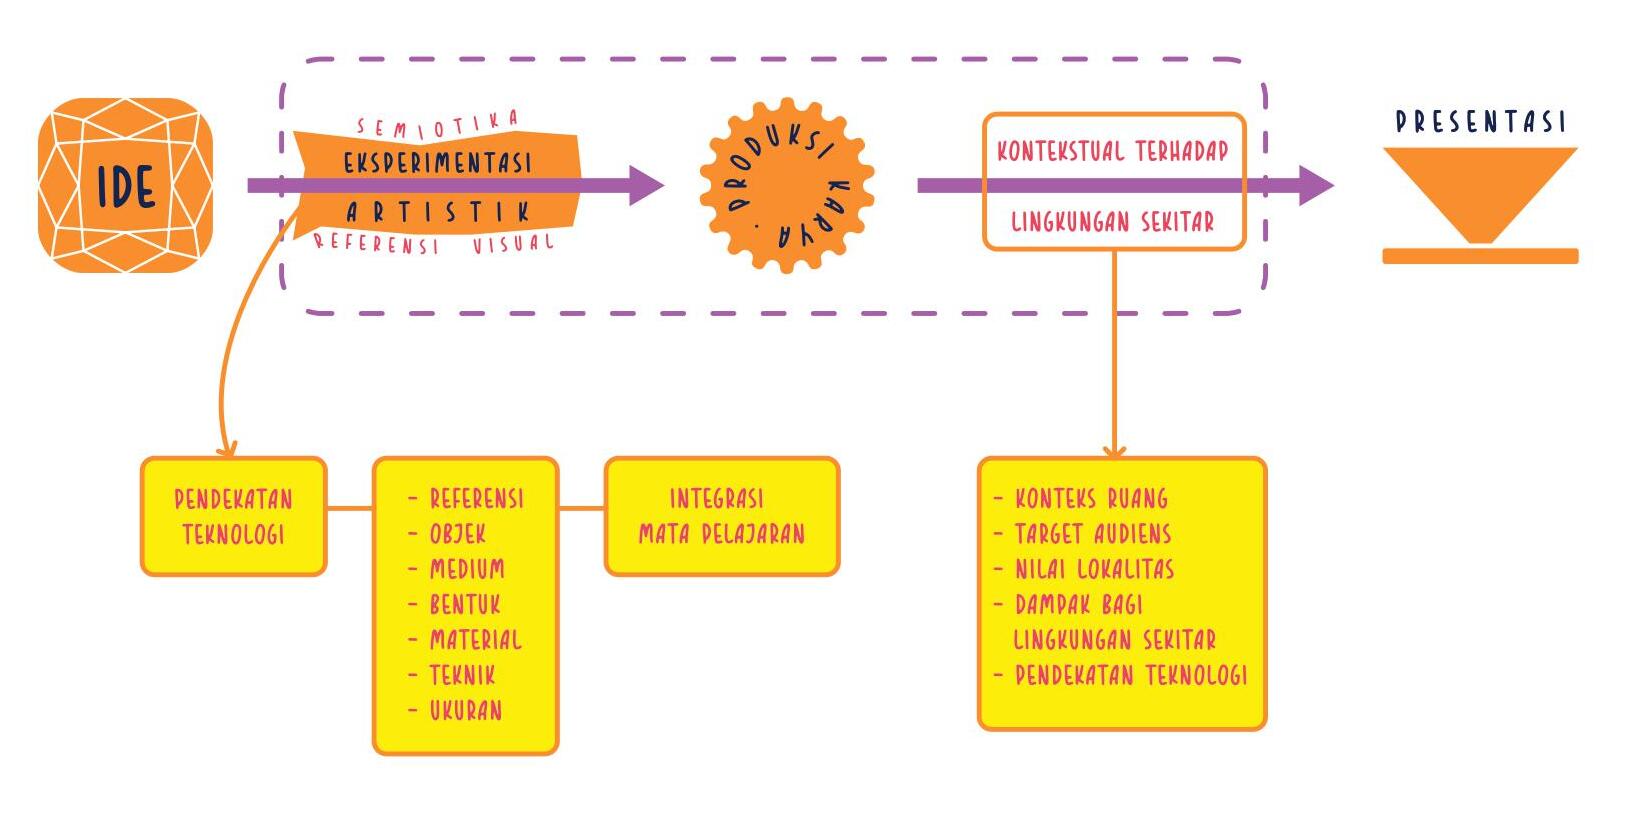 IDE
SEMIOTIKA
EKSPERIMENTASI
ARTISTIK
REFERENSI VISUAL
PRODUKSI KARYA .
KONTEKSTUAL TERHADAP
LINGKUNGAN SEKITAR
PRESENTASI
PENDEKATAN
TEKNOLOGI
- REFERENSI
- OBJEK
- MEDIUM
- BENTUK
- MATERIAL
- TEKNIK
- UKURAN
INTEGRASI
MATA PELAJARAN
- KONTEKS RUANG
- TARGET AUDIENS
- NILAI LOKALITAS
- DAMPAK BAGI
LINGKUNGAN SEKITAR
- PENDEKATAN TEKNOLOGI